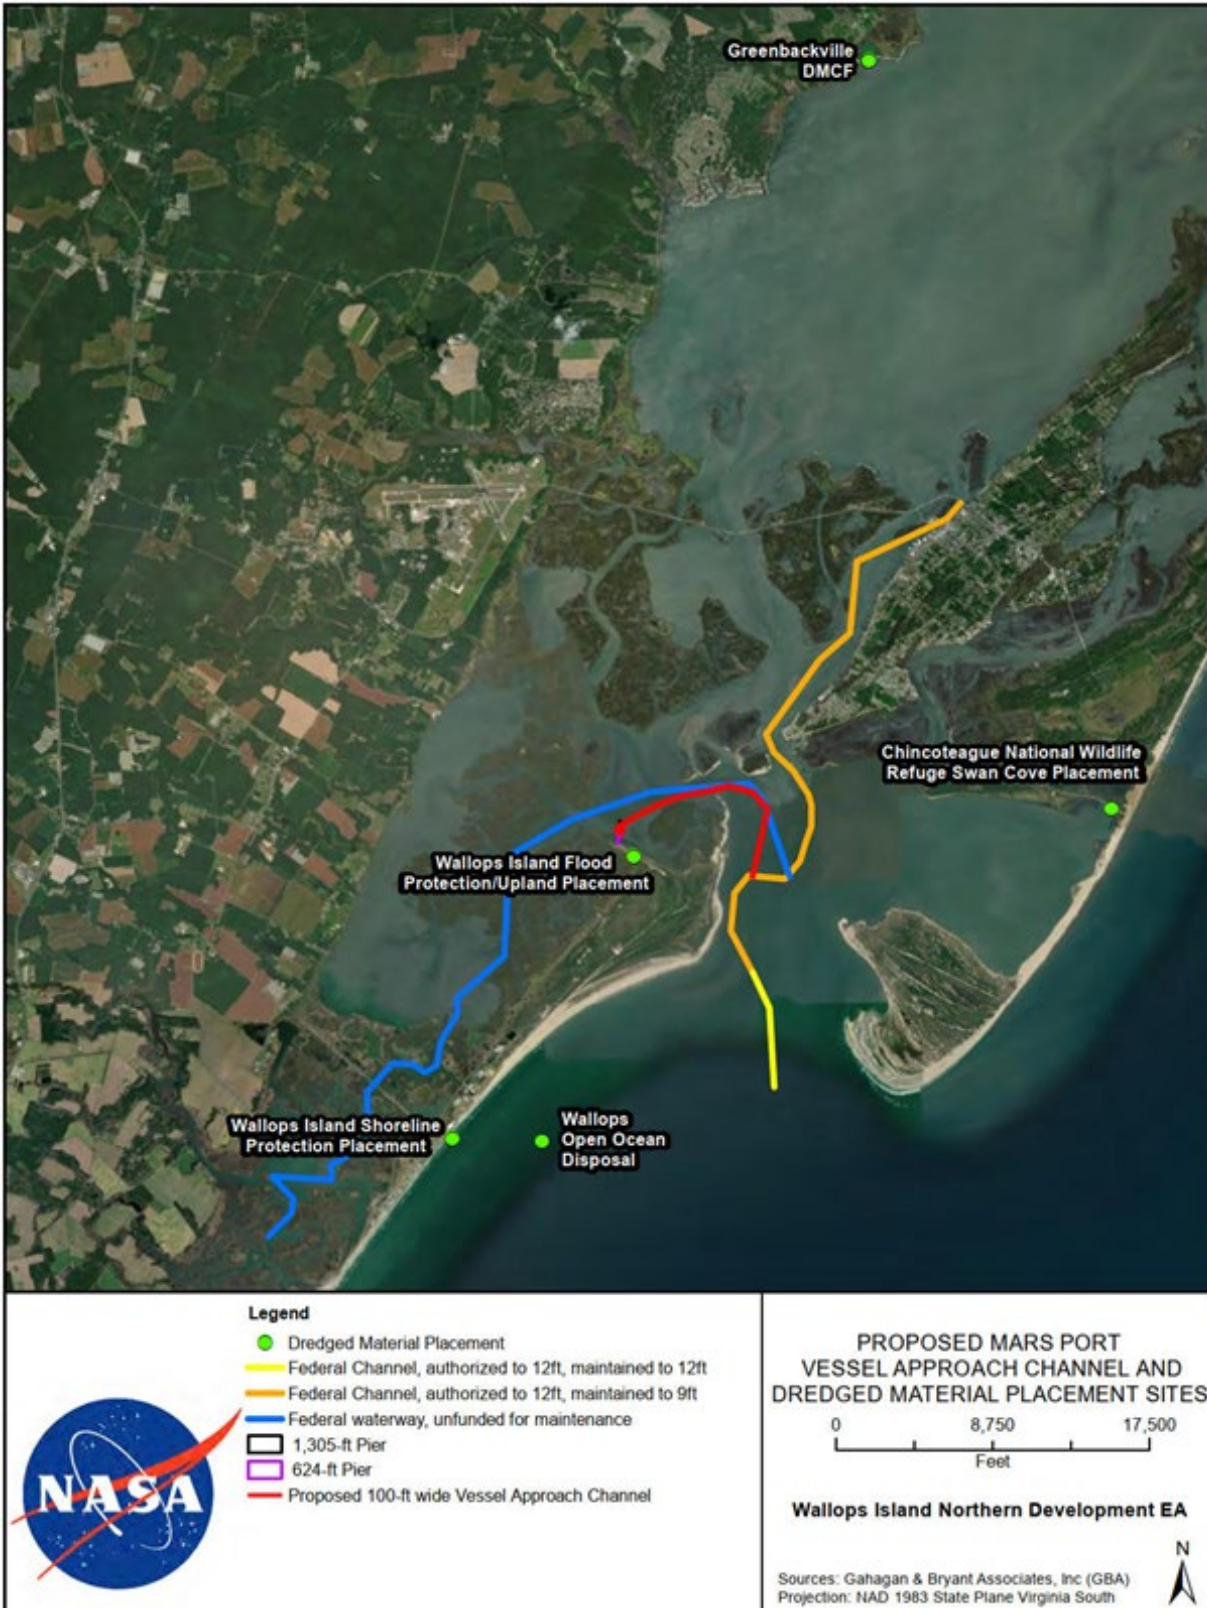 Greenbackville
DMCF
Chincoteague National Wildlife
Refuge Swan Cove Placement
Wallops Island Flood
Protection/Upland Placement
Wallops Island Shoreline
Protection Placement
Wallops
Open Ocean
Disposal
Legend
Dredged Material Placement
Federal Channel, authorized to 12ft, maintained to 12ft
Federal Channel, authorized to 12ft, maintained to 9ft
Federal waterway, unfunded for maintenance
1,305-ft Pier
624-ft Pier
Proposed 100-ft wide Vessel Approach Channel
NASA
PROPOSED MARS PORT
VESSEL APPROACH CHANNEL AND
DREDGED MATERIAL PLACEMENT SITES
0 8,750 17,500
Feet
Wallops Island Northern Development EA
N
Sources: Gahagan & Bryant Associates, Inc (GBA)
Projection: NAD 1983 State Plane Virginia South